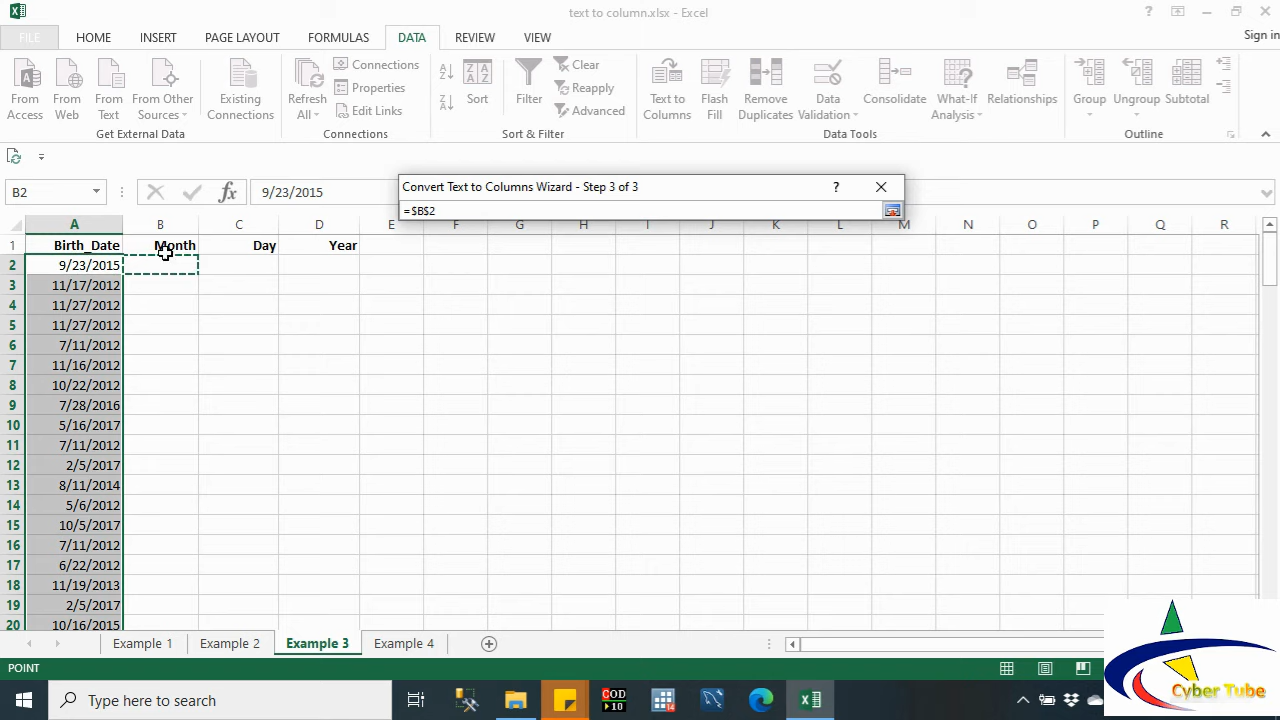 text to column.xlsx - Excel
FILE HOME INSERT PAGE LAYOUT FORMULAS DATA REVIEW VIEW Sign in
From Access
From Web
From Text
From Other Sources
Existing Connections
Get External Data
Refresh All
Connections
Properties
Edit Links
Connections
Sort
Filter
Clear
Reapply
Advanced
Sort & Filter
Text to Columns
Flash Fill
Remove Duplicates
Data Validation
Consolidate
What-If Analysis
Relationships
Data Tools
Group
Ungroup
Subtotal
Outline
B2 fx 9/23/2015
Convert Text to Columns Wizard - Step 3 of 3 ?
=$B$2
A B C D E F G H I J K L M N O P Q R
1 Birth_Date Month Day Year
2 9/23/2015
3 11/17/2012
4 11/27/2012
5 11/27/2012
6 7/11/2012
7 11/16/2012
8 10/22/2012
9 7/28/2016
10 5/16/2017
11 7/11/2012
12 2/5/2017
13 8/11/2014
14 5/6/2012
15 10/5/2017
16 7/11/2012
17 6/22/2012
18 11/19/2013
19 2/5/2017
20 10/16/2015
Example 1 Example 2 Example 3 Example 4
POINT
Type here to search
COD
10
Cyber Tube